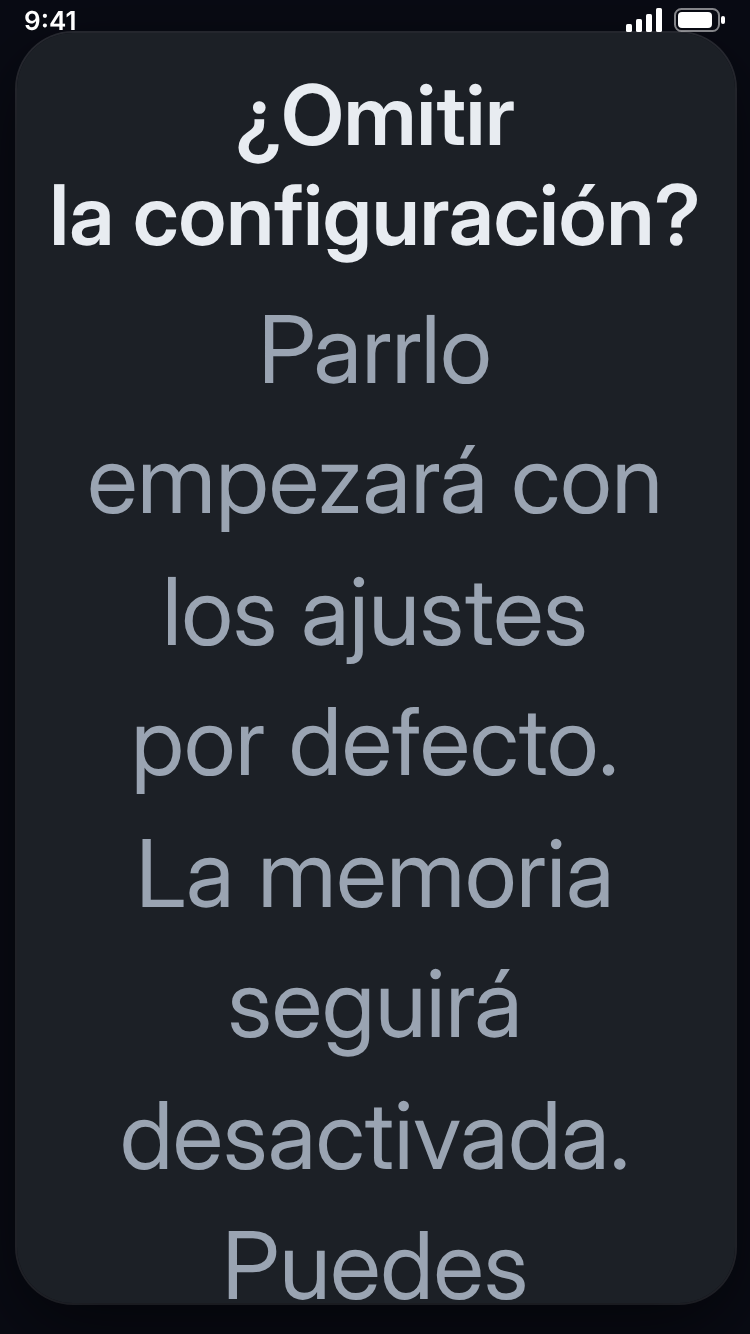 9:41
¿Omitir
la configuración?
Parrlo
empezará con
los ajustes
por defecto.
La memoria
seguirá
desactivada.
Puedes